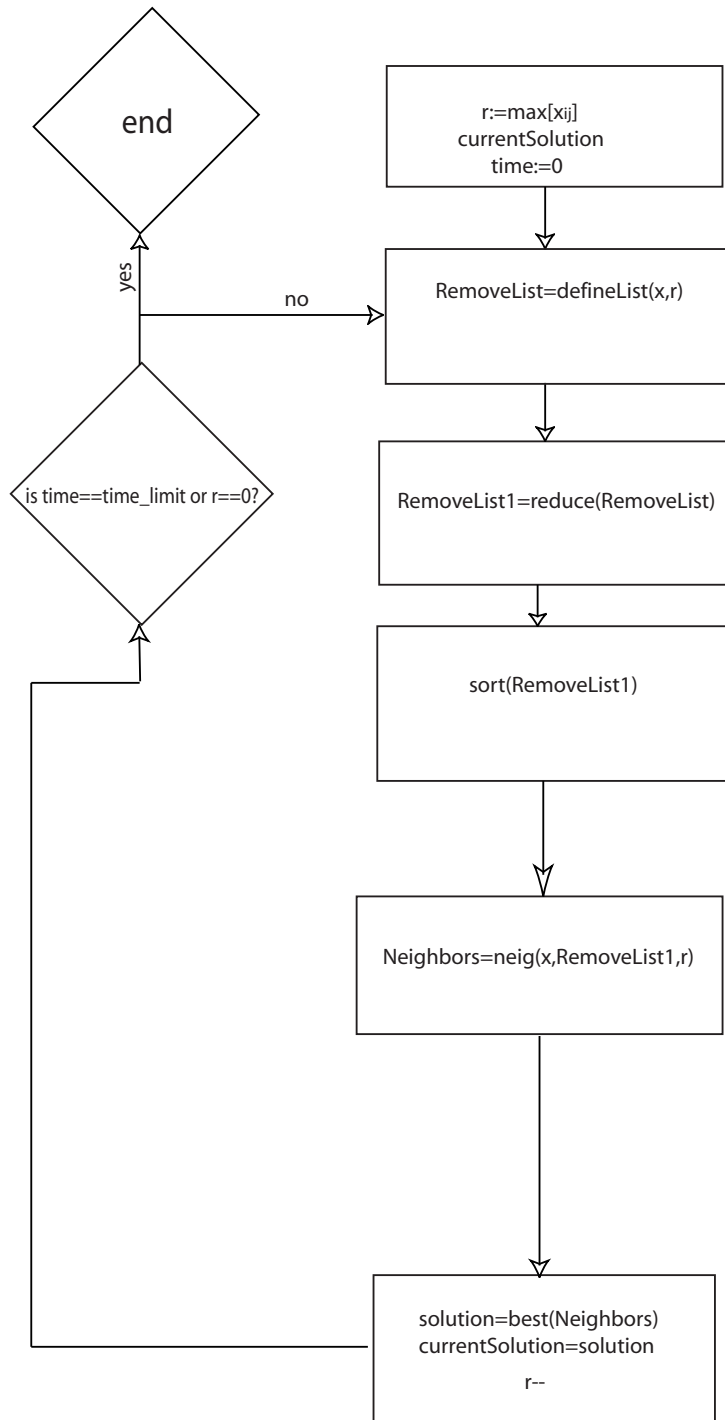 end
r:=max[xij]
currentSolution
time:=0
yes
no
RemoveList=defineList(x,r)
is time==time_limit or r==0?
RemoveList1=reduce(RemoveList)
sort(RemoveList1)
Neighbors=neig(x,RemoveList1,r)
solution=best(Neighbors)
currentSolution=solution
r--